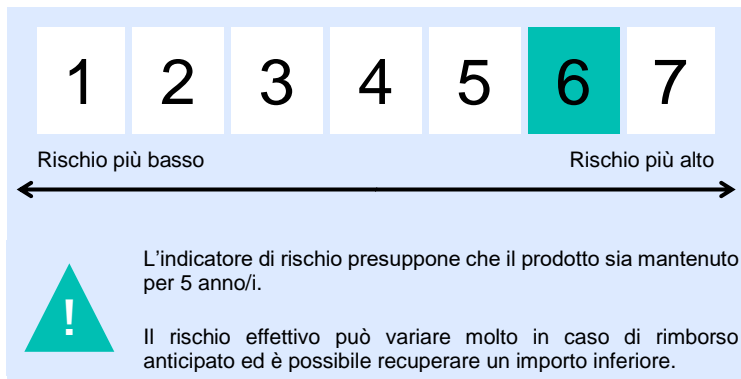 1 2 3 4 5 6 7
Rischio più basso Rischio più alto
L'indicatore di rischio presuppone che il prodotto sia mantenuto
per 5 anno/i.
!
Il rischio effettivo può variare molto in caso di rimborso
anticipato ed è possibile recuperare un importo inferiore.